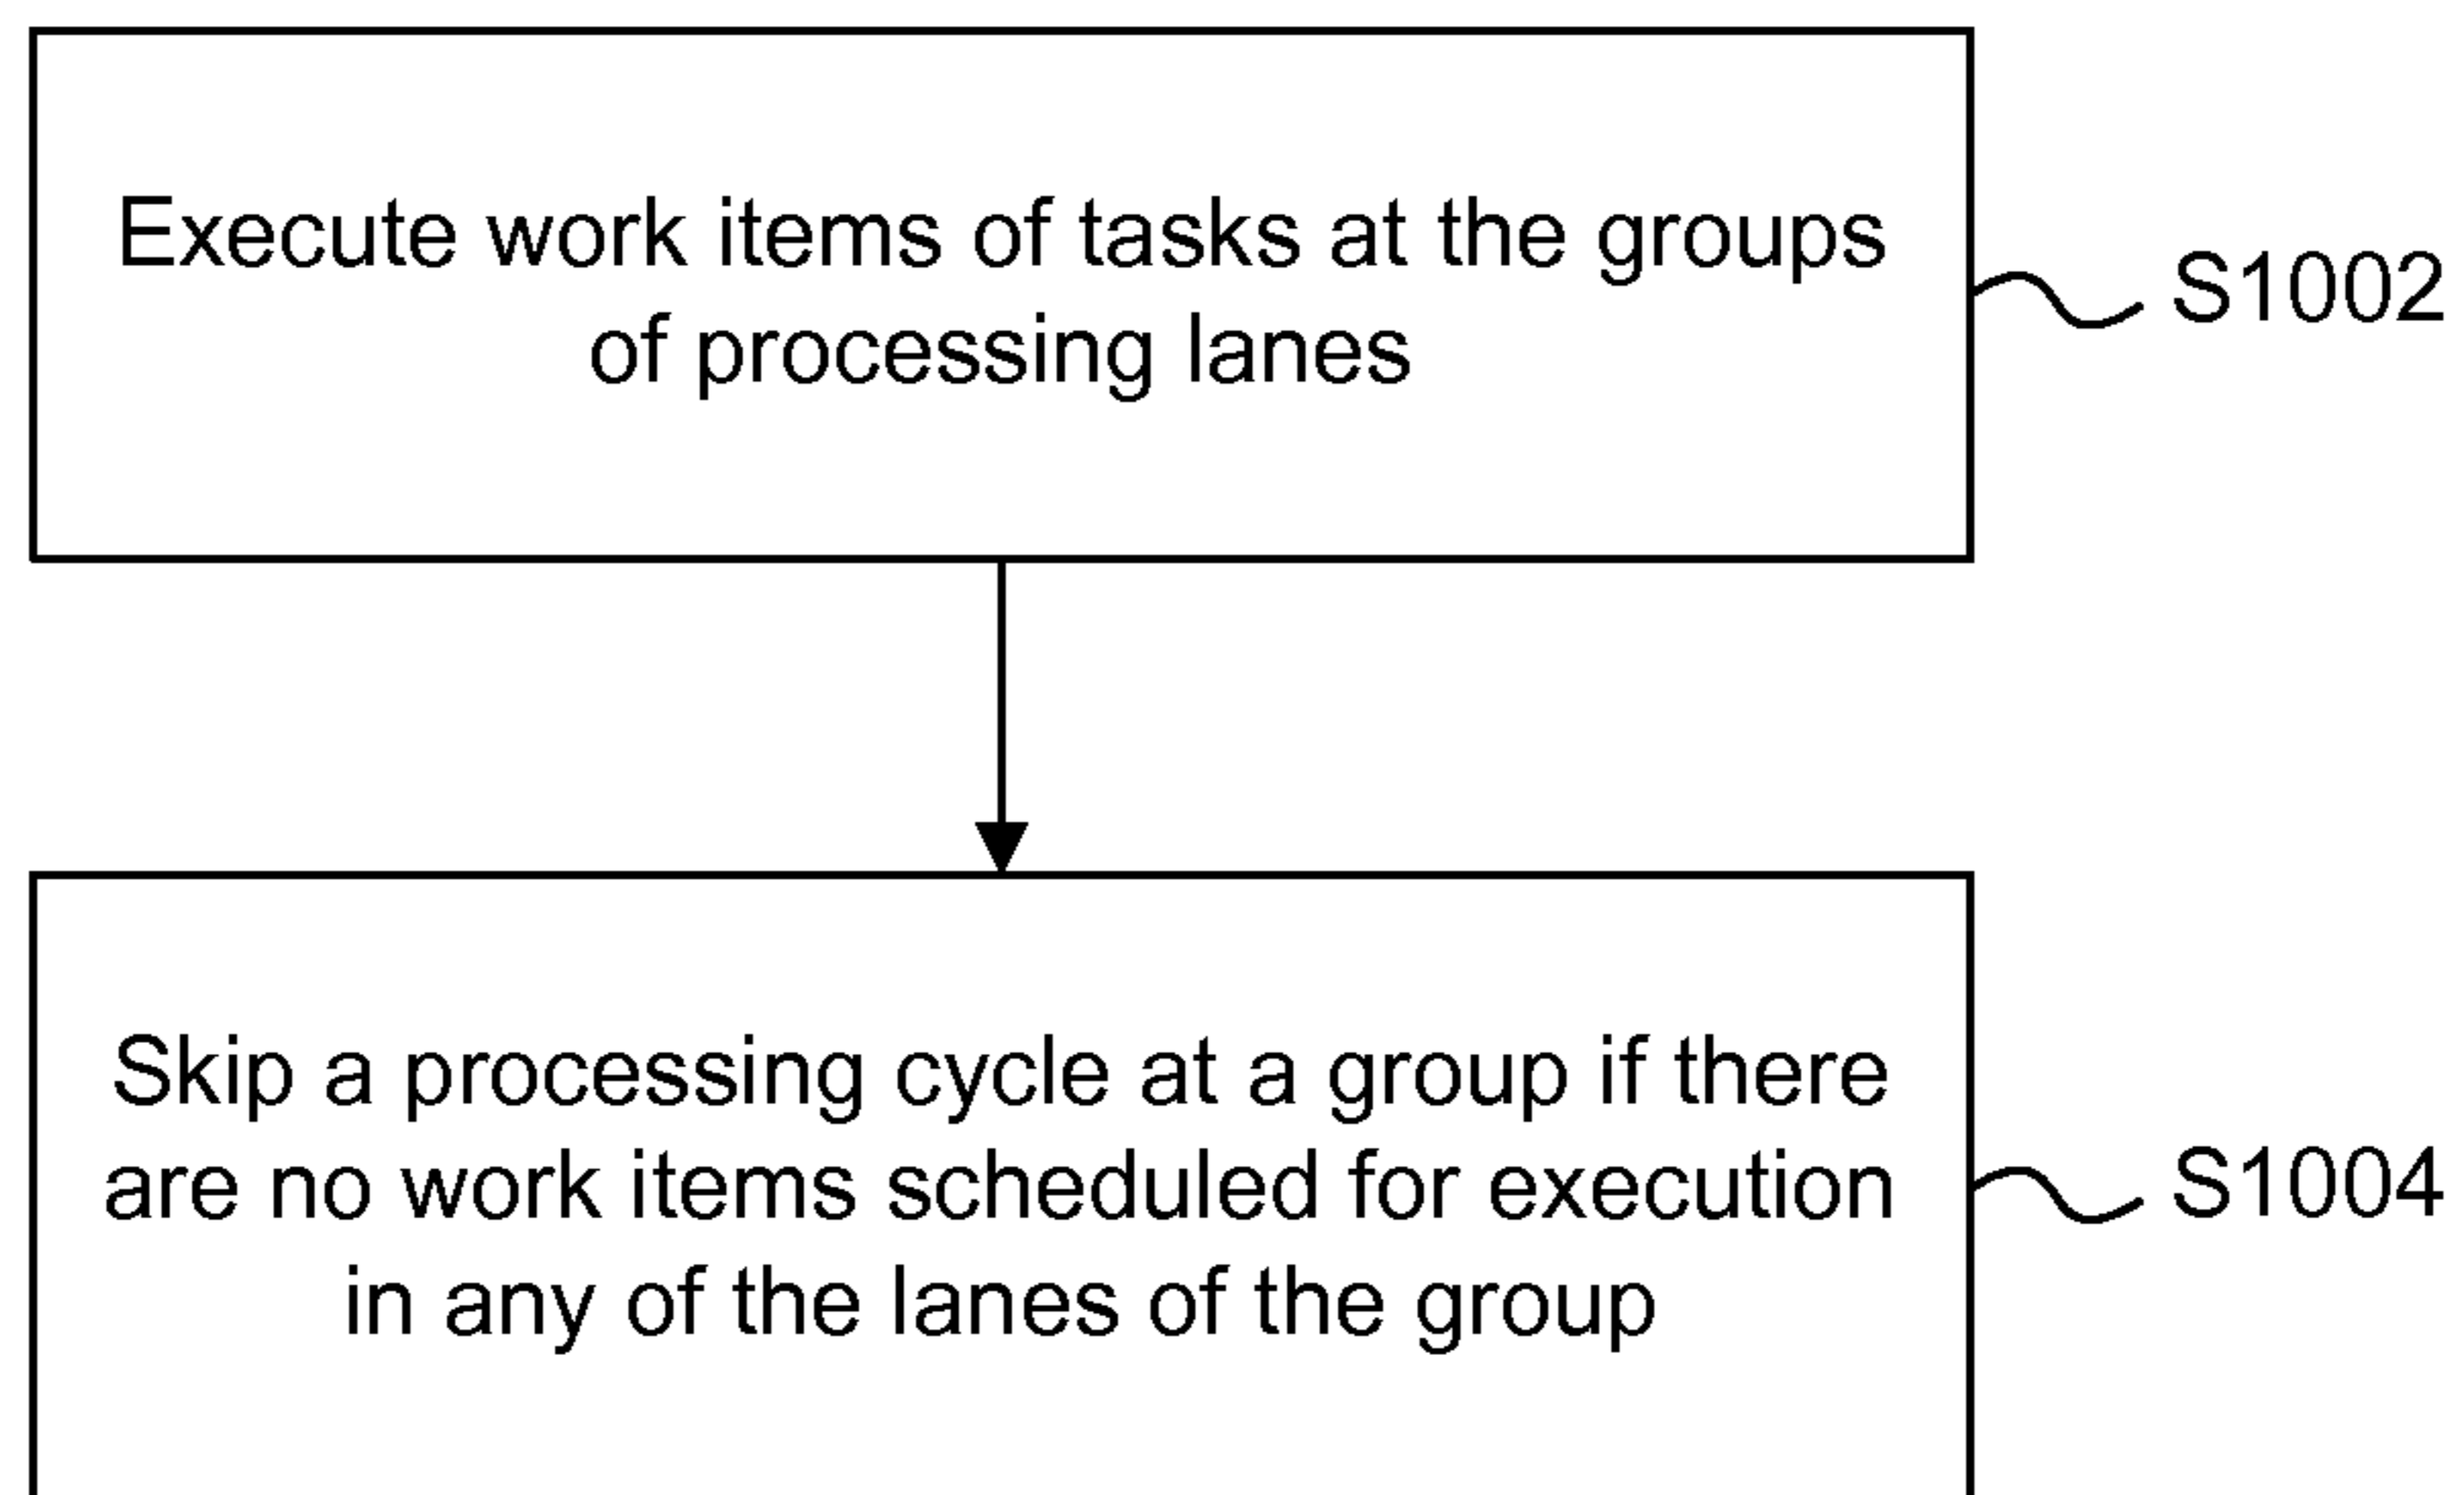 Execute work items of tasks at the groups
of processing lanes
S1002
Skip a processing cycle at a group if there
are no work items scheduled for execution
in any of the lanes of the group
S1004